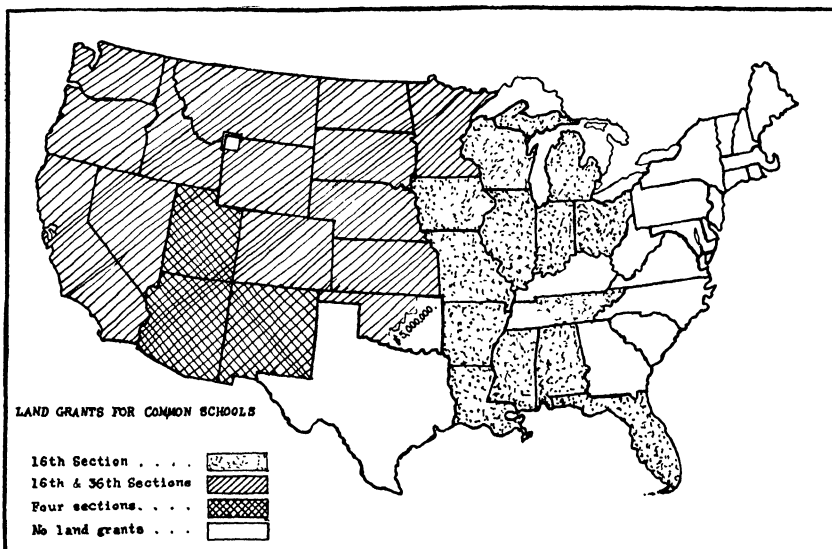 $ 5,000,000
LAND GRANTS FOR COMMON SCHOOLS
16th Section . . . .
16th & 36th Sections
Four sections. . . .
No land grants . . .